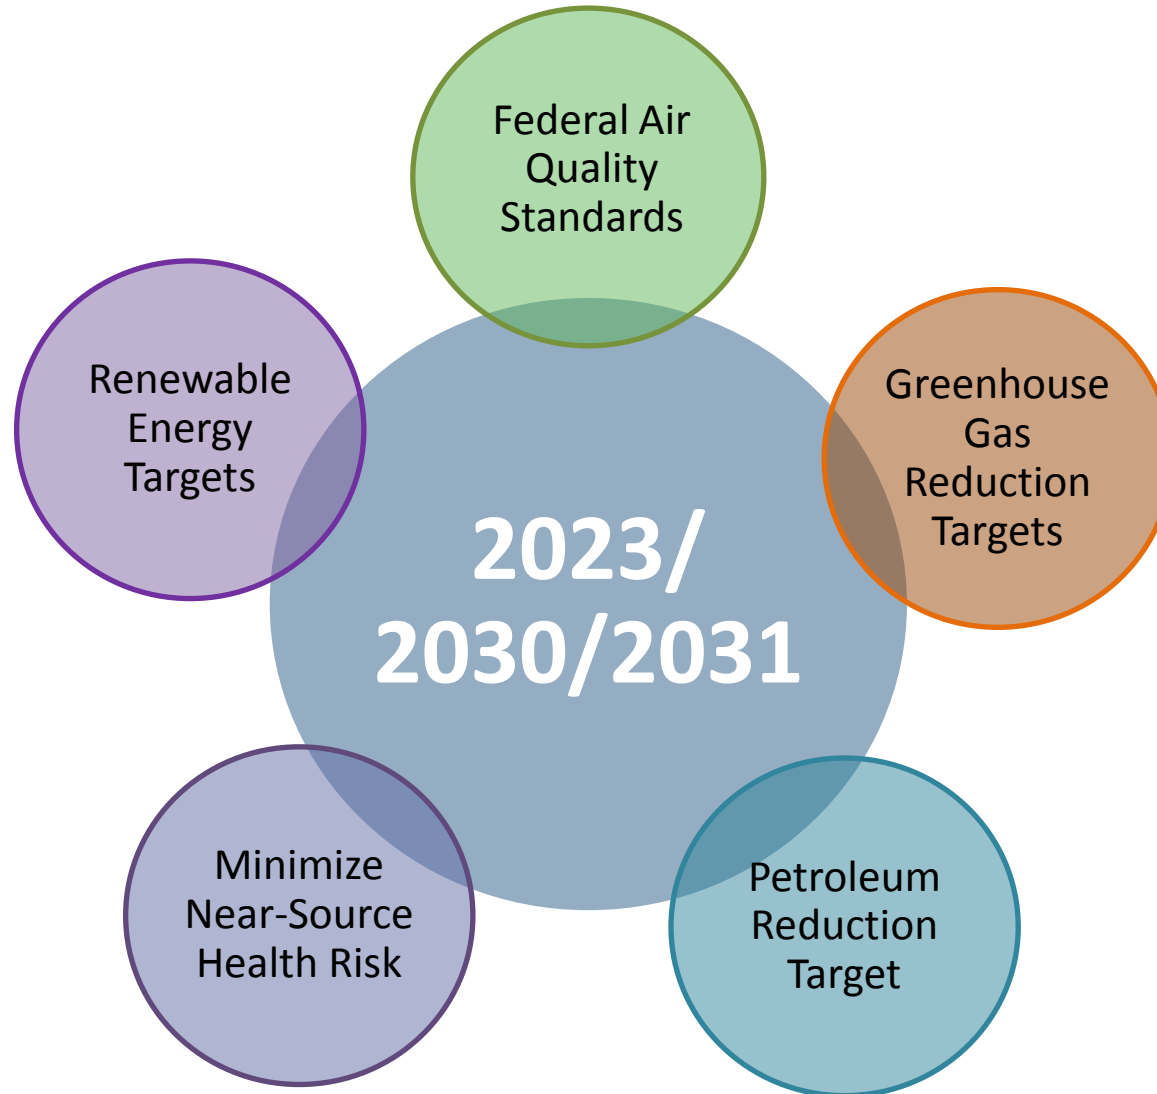 Federal Air
Quality
Standards
Renewable
Energy
Targets
Greenhouse
Gas
Reduction
Targets
2023/
2030/2031
Minimize
Near-Source
Health Risk
Petroleum
Reduction
Target